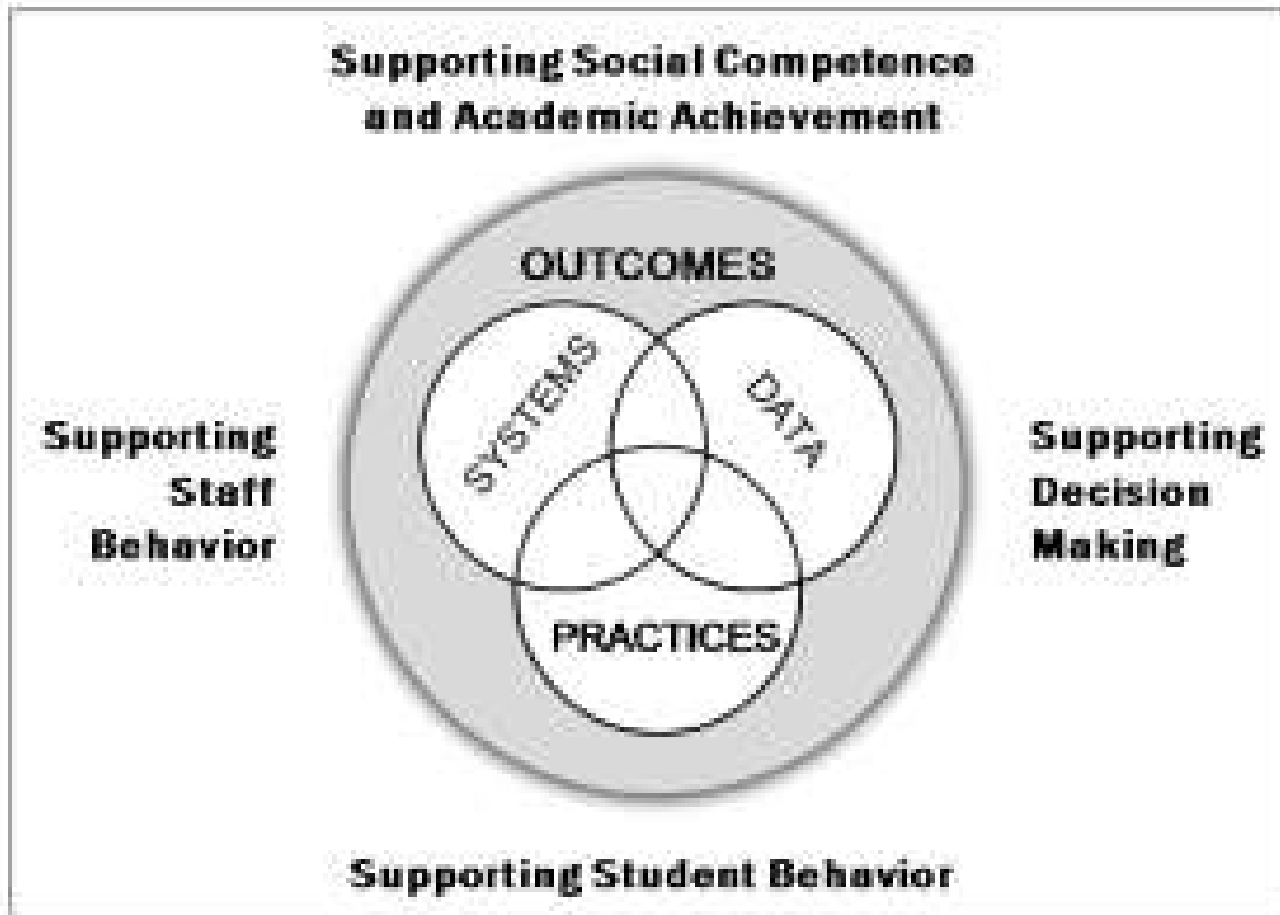 Supporting Social Competence
and Academic Achievement
OUTCOMES
SYSTEMS
DATA
Supporting
Staff
Behavior
Supporting
Decision
Making
PRACTICES
Supporting Student Behavior